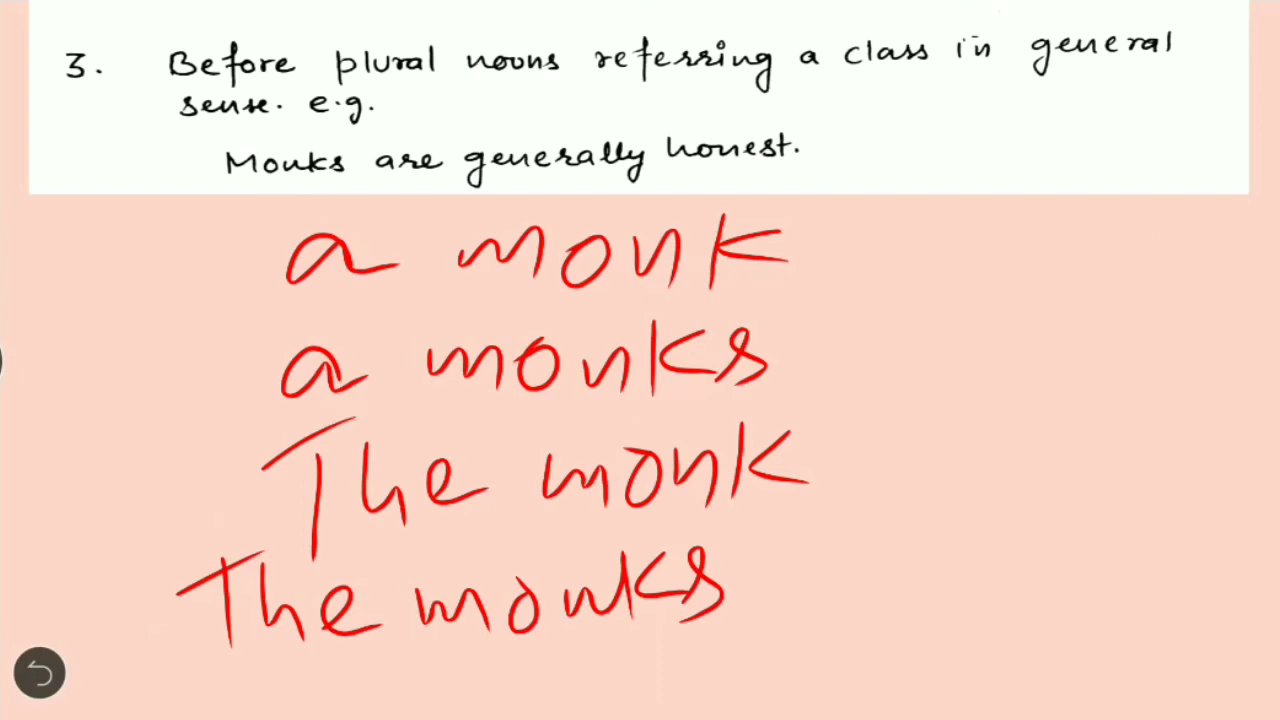 3. Before plural nouns referring a class in general
sense. e.g.
Monks are generally honest.
a monk
a monks
The monk
The monks